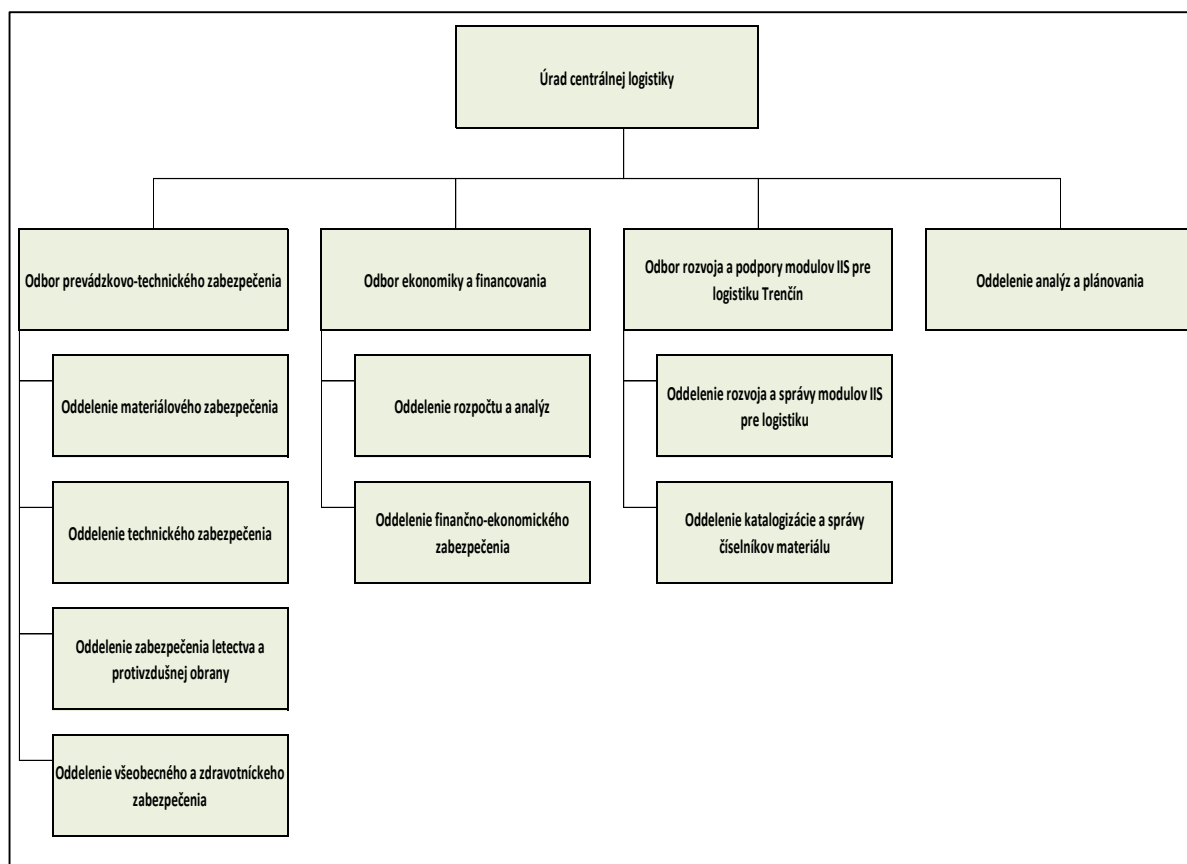 Úrad centrálnej logistiky
Odbor prevádzkovo-technického zabezpečenia
Odbor ekonomiky a financovania
Odbor rozvoja a podpory modulov IIS pre
logistiku Trenčín
Oddelenie analýz a plánovania
Oddelenie materiálového zabezpečenia
Oddelenie rozpočtu a analýz
Oddelenie rozvoja a správy modulov IIS
pre logistiku
Oddelenie technického zabezpečenia
Oddelenie finančno-ekonomického
zabezpečenia
Oddelenie katalogizácie a správy
číselníkov materiálu
Oddelenie zabezpečenia letectva a
protivzdušnej obrany
Oddelenie všeobecného a zdravotníckeho
zabezpečenia